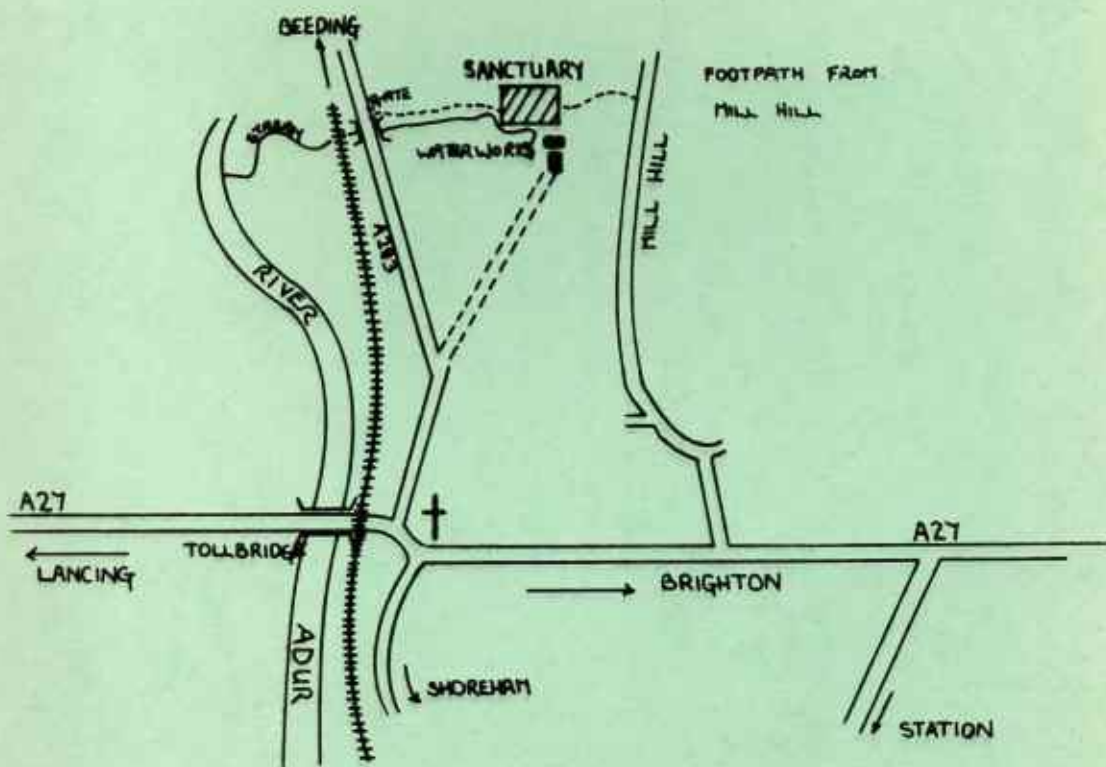 BEEDING
SANCTUARY
FOOTPATH FROM
MILL HILL
GATE
STREAM
WATERWORKS
MILL HILL
A283
RIVER
A27
A27
TOLLBRIDGE
LANCING
BRIGHTON
ADUR
SHOREHAM
STATION